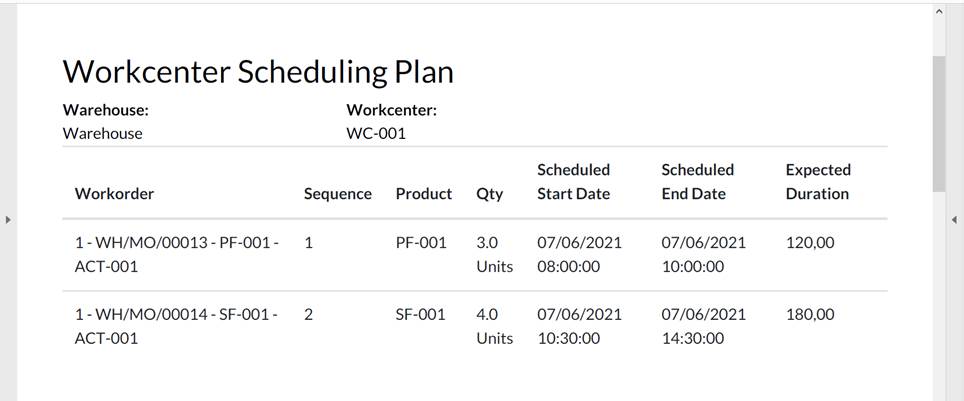 Workcenter Scheduling Plan
Warehouse: Workcenter:
Warehouse WC-001
Scheduled Scheduled Expected
Workorder Sequence Product Qty Start Date End Date Duration
1 - WH/MO/00013 - PF-001 - 1 PF-001 3.0 07/06/2021 07/06/2021 120,00
ACT-001 Units 08:00:00 10:00:00
1 - WH/MO/00014 - SF-001 - 2 SF-001 4.0 07/06/2021 07/06/2021 180,00
ACT-001 Units 10:30:00 14:30:00